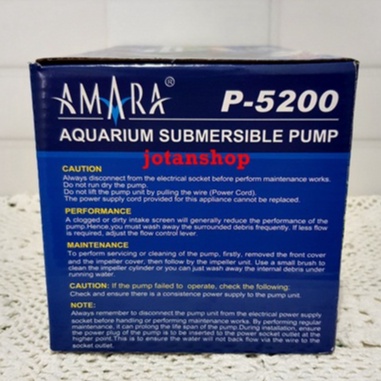 AMARA®
P-5200
AQUARIUM SUBMERSIBLE PUMP
jotanshop
CAUTION
Always disconnect from the electrical socket before perform maintenance works.
Do not run dry the pump.
Do not lift the pump unit by pulling the wire (Power Cord).
The power supply cord provided for this appliance cannot be replaced.
PERFORMANCE
A clogged or dirty intake screen will generally reduce the performance of the
pump.Hence,you must wash away the surrounded debris frequently. If less flow
is required, adjust the flow control lever.
MAINTENANCE
To perform servicing or cleaning of the pump, firstly, removed the front cover
and the impeller cover, then follow by the impeller unit. Use a small brush to
clean the impeller cylinder or you can just wash away the internal debris under
running water.
CAUTION: If the pump failed to operate, check the following:
Check and ensure there is a consistence power supply to the pump unit.
NOTE:
Always remember to disconnect the pump unit from the electrical power supply
socket before handling or performing maintenance works. By performing regular
maintenance, it can prolong the life span of the pump.During installation, ensure
the power plug of the pump is to be inserted to the power socket outlet at the
higher point.This is to ensure the water will not back flow via the wire to the
socket outlet.